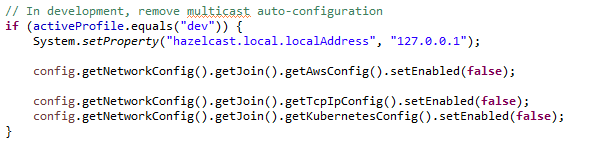 // In development, remove multicast auto-configuration
if (activeProfile.equals("dev")) {
System.setProperty("hazelcast.local.localAddress", "127.0.0.1");
config.getNetworkConfig().getJoin().getAwsConfig().setEnabled(false);
config.getNetworkConfig().getJoin().getTcpIpConfig().setEnabled(false);
config.getNetworkConfig().getJoin().getKubernetesConfig().setEnabled(false);
}